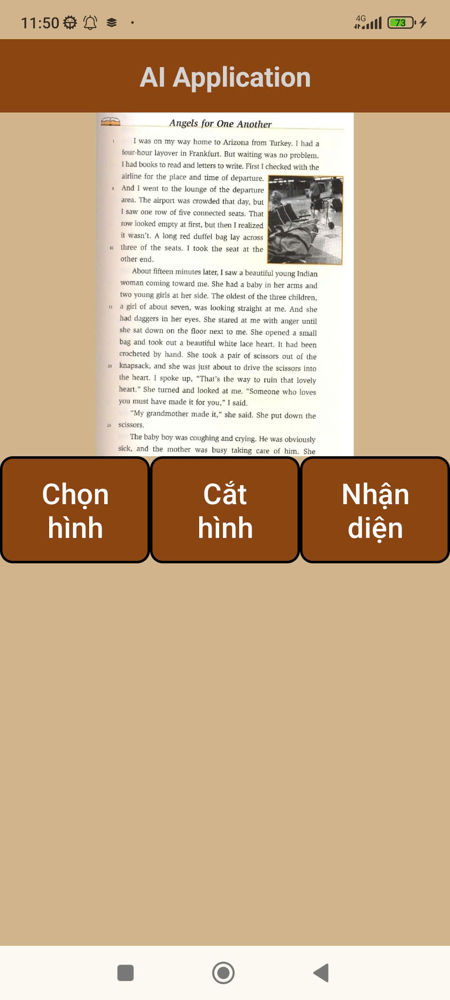 11:50
4G
73
AI Application
Angels for One Another
1 I was on my way home to Arizona from Turkey. I had a
four-hour layover in Frankfurt. But waiting was no problem.
I had books to read and letters to write. First I checked with the
airline for the place and time of departure.
5 And I went to the lounge of the departure
area. The airport was crowded that day, but
I saw one row of five connected seats. That
row looked empty at first, but then I realized
it wasn't. A long red duffel bag lay across
10 three of the seats. I took the seat at the
other end.
About fifteen minutes later, I saw a beautiful young Indian
woman coming toward me. She had a baby in her arms and
two young girls at her side. The oldest of the three children,
15 a girl of about seven, was looking straight at me. And she
had daggers in her eyes. She stared at me with anger until
she sat down on the floor next to me. She opened a small
bag and took out a beautiful white lace heart. It had been
crocheted by hand. She took a pair of scissors out of the
20 knapsack, and she was just about to drive the scissors into
the heart. I spoke up, “That's the way to ruin that lovely
heart.” She turned and looked at me. “Someone who loves
you must have made it for you,” I said.
“My grandmother made it,” she said. She put down the
25 scissors.
The baby boy was coughing and crying. He was obviously
sick, and the mother was busy taking care of him. She
Chọn
hình
Cắt
hình
Nhận
diện